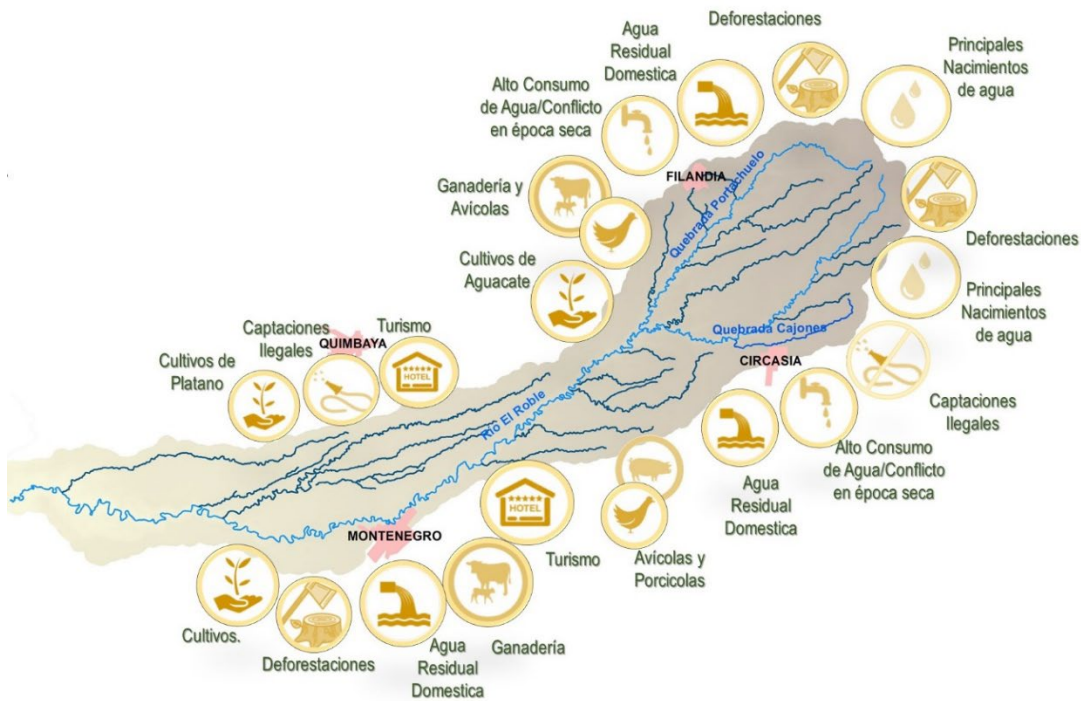 Deforestaciones
Agua
Residual
Domestica
Principales
Nacimientos
de agua
Alto Consumo
de Agua/Conflicto
en época seca
FILANDIA
Ganadería y
Avícolas
Quebrada Portachuelo
Deforestaciones
Cultivos de
Aguacate
Principales
Nacimientos
de agua
Captaciones
Ilegales
Turismo
QUIMBAYA
Quebrada Cajones
CIRCASIA
Cultivos de
Platano
HOTEL
Captaciones
Ilegales
Río El Roble
Alto Consumo
de Agua/Conflicto
en época seca
Agua
Residual
Domestica
HOTEL
MONTENEGRO
Turismo
Avícolas y
Porcicolas
Cultivos.
Deforestaciones
Agua
Residual
Domestica
Ganadería